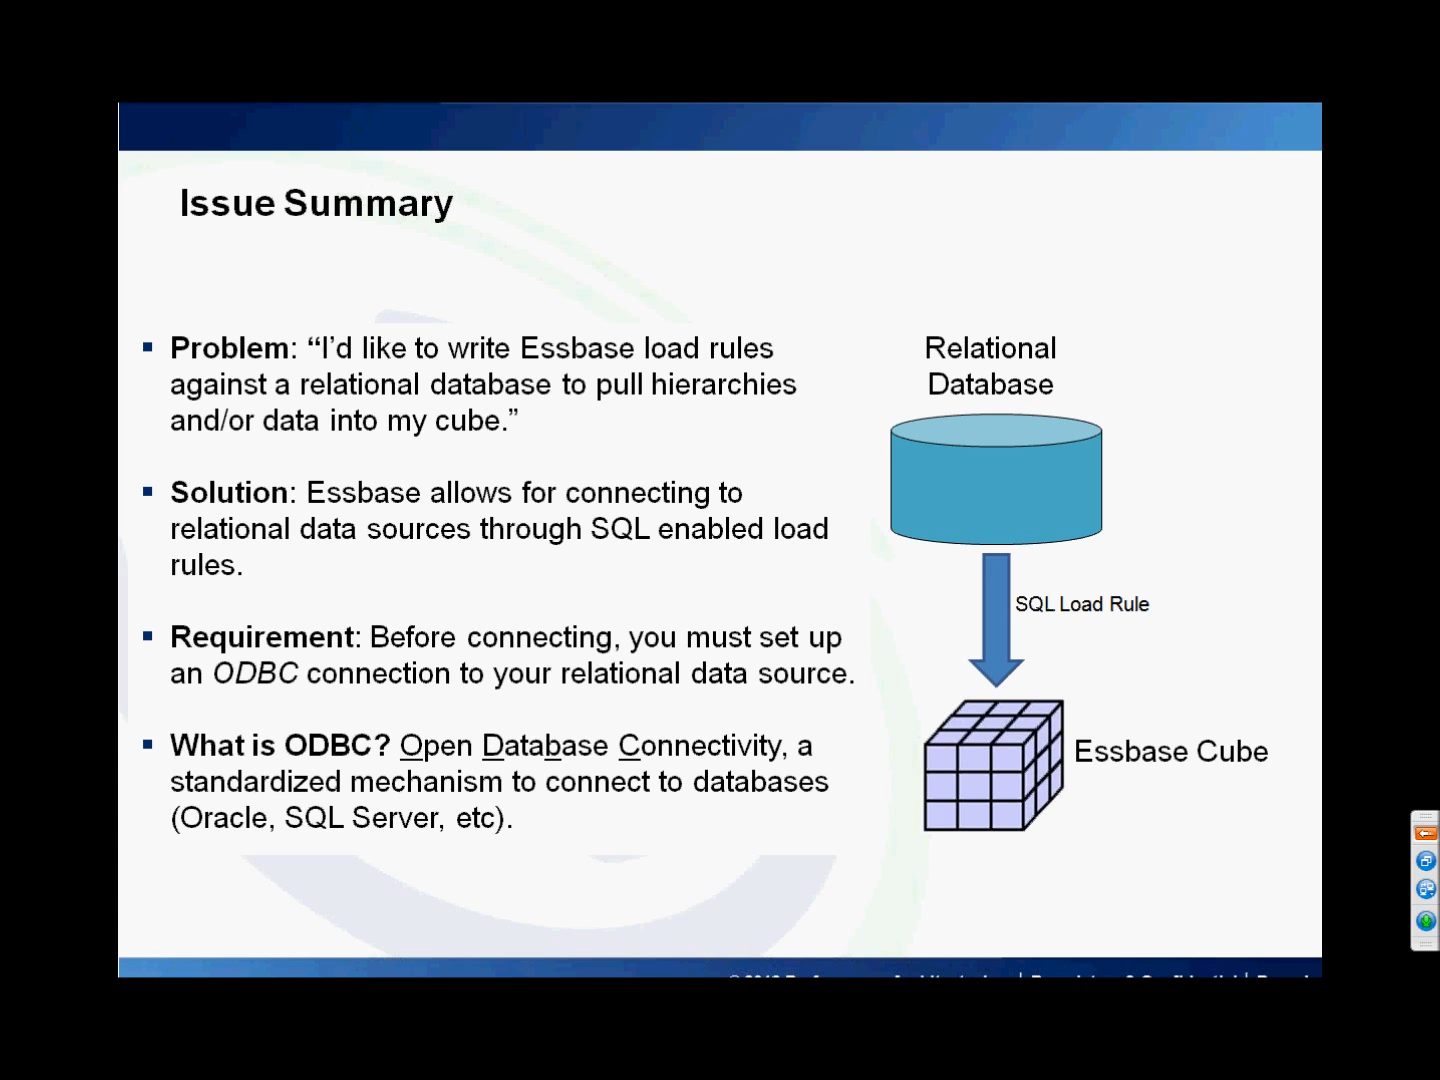 Issue Summary
Problem: “I’d like to write Essbase load rules
against a relational database to pull hierarchies
and/or data into my cube.”
Solution: Essbase allows for connecting to
relational data sources through SQL enabled load
rules.
Requirement: Before connecting, you must set up
an ODBC connection to your relational data source.
What is ODBC? Open Database Connectivity, a
standardized mechanism to connect to databases
(Oracle, SQL Server, etc).
Relational
Database
SQL Load Rule
Essbase Cube